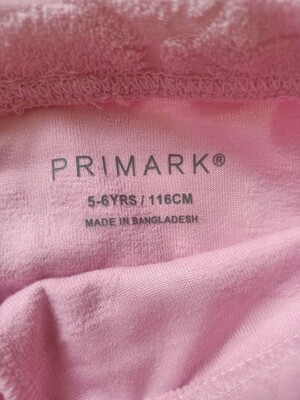 PRIMARK®
5-6YRS / 116CM
MADE IN BANGLADESH